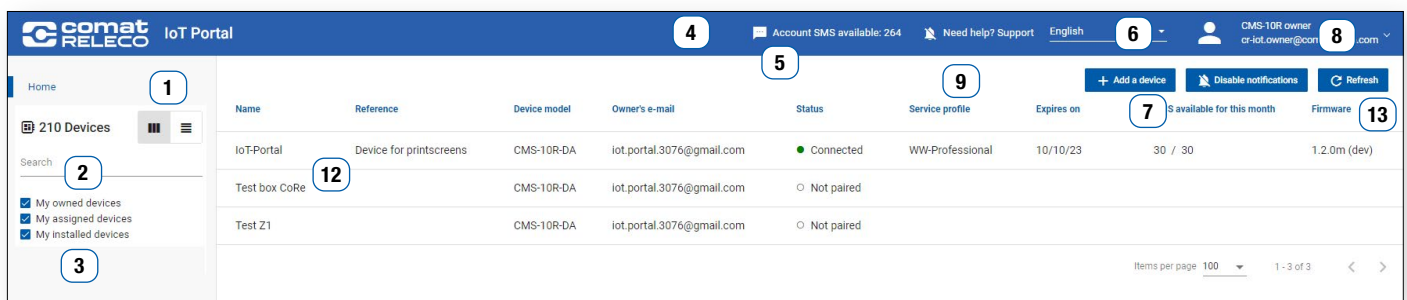 comat RELECO IoT Portal 4 Account SMS available: 264 Need help? Support English 6 CMS-10R owner
cr-iot.owner@con 8 .com
5
Home 1 9 + Add a device Disable notifications Refresh
Name Reference Device model Owner's e-mail Status Service profile Expires on 7 S available for this month Firmware 13
210 Devices
IoT-Portal Device for printscreens CMS-10R-DA iot.portal.3076@gmail.com Connected WW-Professional 10/10/23 30 / 30 1.2.0m (dev)
Search
2
12
Test box CoRe CMS-10R-DA iot.portal.3076@gmail.com Not paired
My owned devices
My assigned devices
My installed devices
Test Z1 CMS-10R-DA iot.portal.3076@gmail.com Not paired
3
Items per page 100 1 - 3 of 3 < >